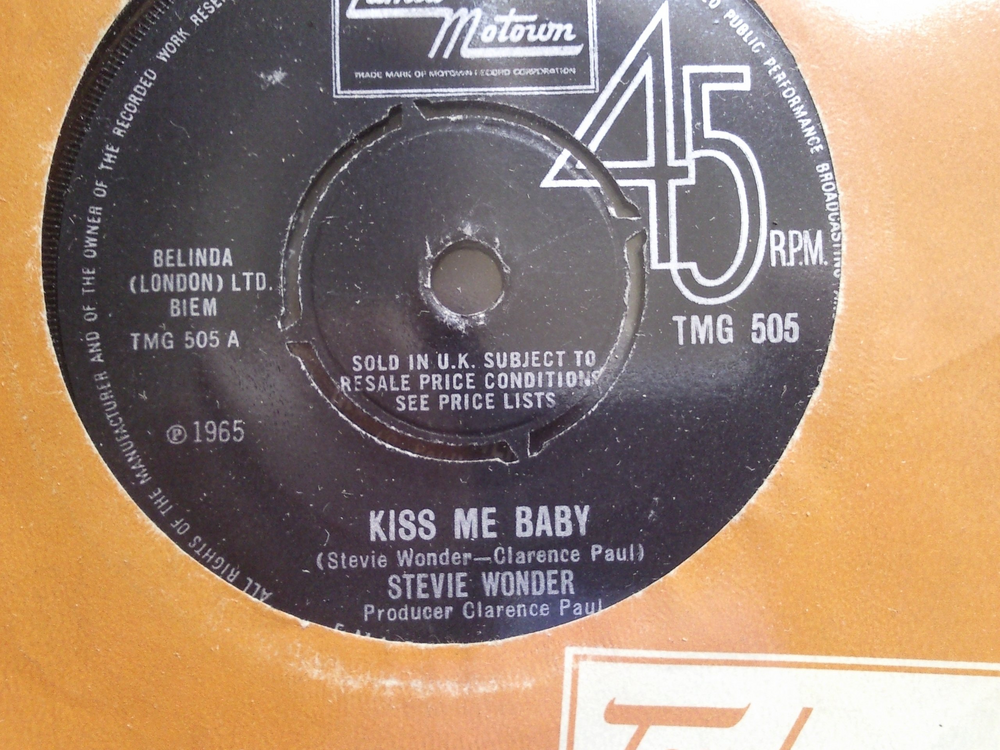 Motown
TRADE MARK OF MOTOWN RECORD CORPORATION
45
R.P.M.
TMG 505
BELINDA
(LONDON) LTD.
BIEM
TMG 505 A
℗ 1965
SOLD IN U.K. SUBJECT TO
RESALE PRICE CONDITIONS
SEE PRICE LISTS
KISS ME BABY
(Stevie Wonder—Clarence Paul)
STEVIE WONDER
Producer Clarence Paul
ALL RIGHTS OF THE MANUFACTURER AND OF THE OWNER OF THE RECORDED WORK
PUBLIC PERFORMANCE BROADCASTING